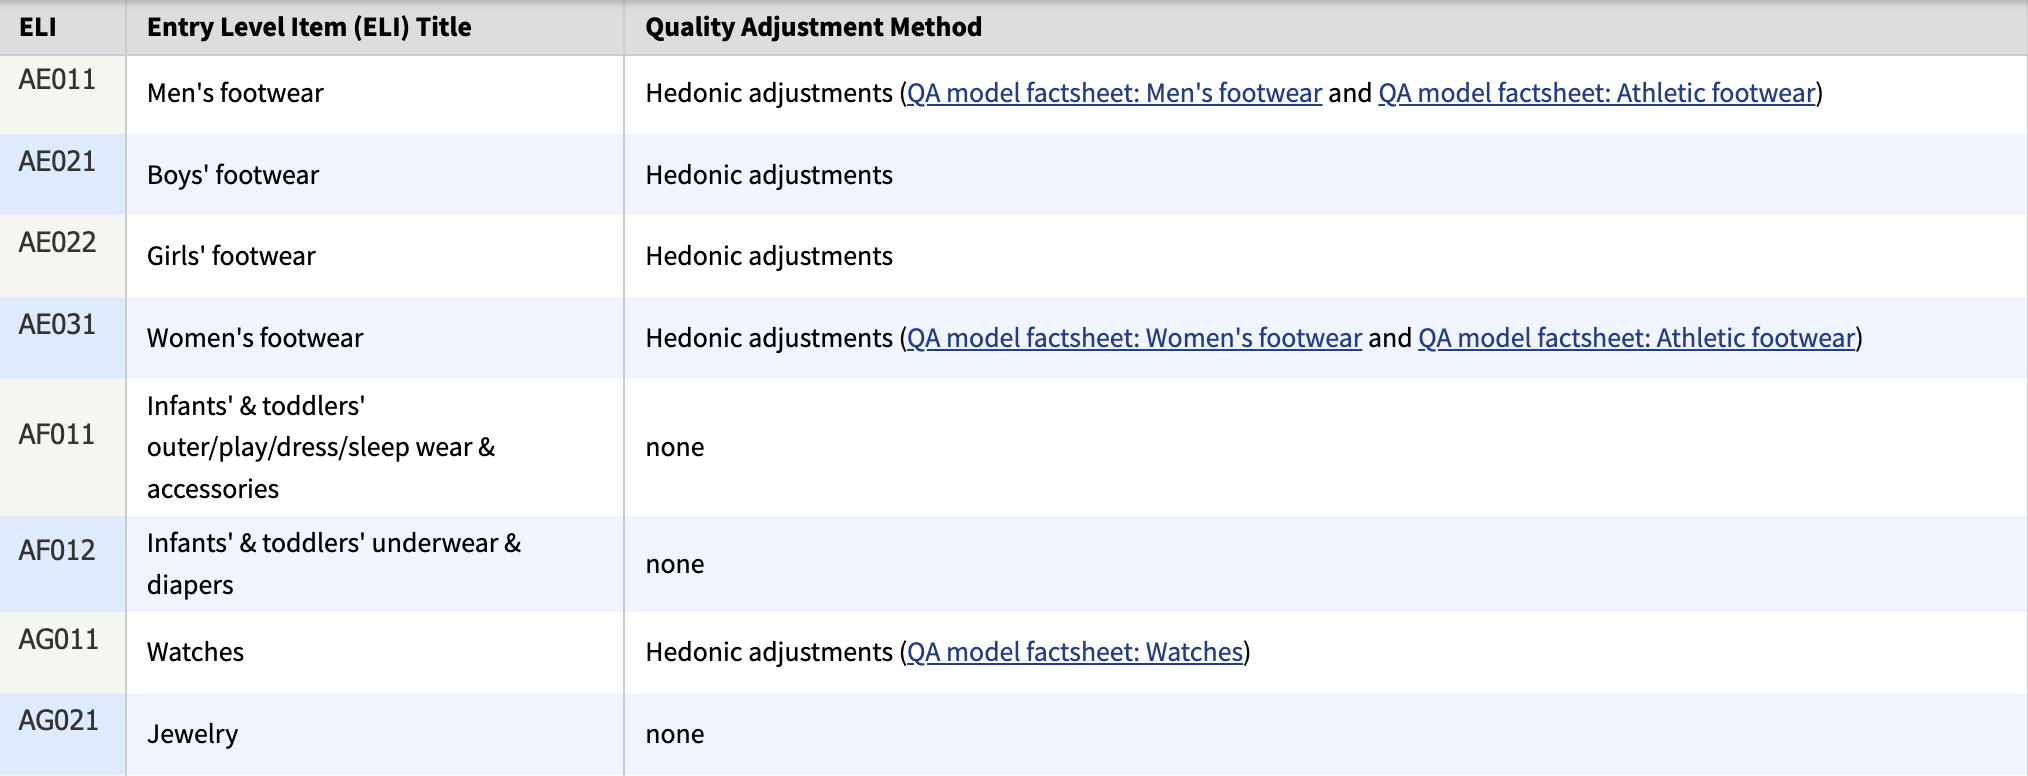 ELI Entry Level Item (ELI) Title Quality Adjustment Method
AE011 Men's footwear Hedonic adjustments (QA model factsheet: Men's footwear and QA model factsheet: Athletic footwear)
AE021 Boys' footwear Hedonic adjustments
AE022 Girls' footwear Hedonic adjustments
AE031 Women's footwear Hedonic adjustments (QA model factsheet: Women's footwear and QA model factsheet: Athletic footwear)
AF011 Infants' & toddlers'
outer/play/dress/sleep wear & none
accessories
AF012 Infants' & toddlers' underwear & none
diapers
AG011 Watches Hedonic adjustments (QA model factsheet: Watches)
AG021 Jewelry none